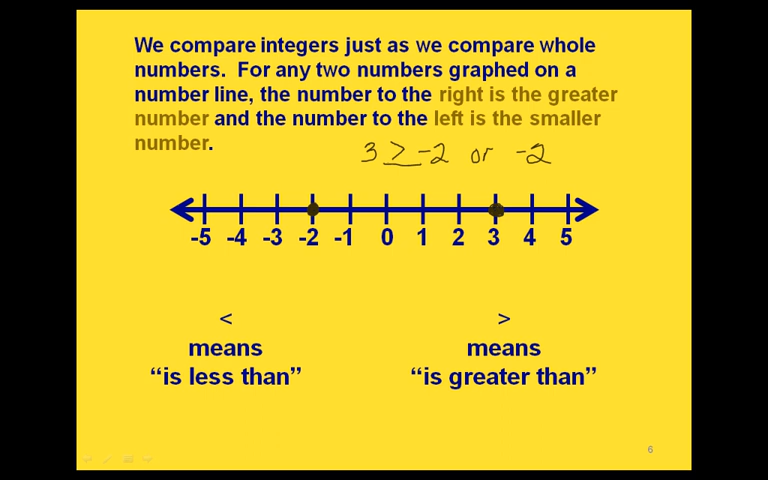 We compare integers just as we compare whole
numbers. For any two numbers graphed on a
number line, the number to the right is the greater
number and the number to the left is the smaller
number.
3 > -2 or -2
-5 -4 -3 -2 -1 0 1 2 3 4 5
< >
means means
“is less than” “is greater than”
6